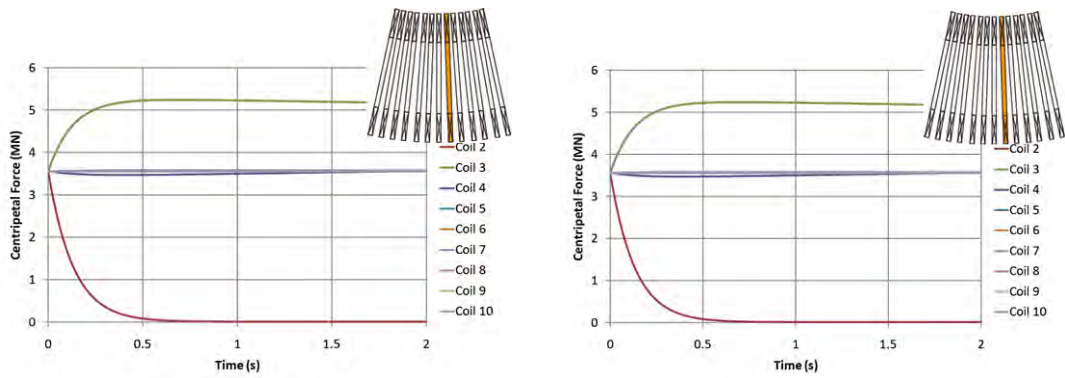 6
5
4
3
2
1
0
Centripetal Force (MN)
0 0.5 1 1.5 2
Time (s)
Coil 2
Coil 3
Coil 4
Coil 5
Coil 6
Coil 7
Coil 8
Coil 9
Coil 10
6
5
4
3
2
1
0
Centripetal Force (MN)
0 0.5 1 1.5 2
Time (s)
Coil 2
Coil 3
Coil 4
Coil 5
Coil 6
Coil 7
Coil 8
Coil 9
Coil 10